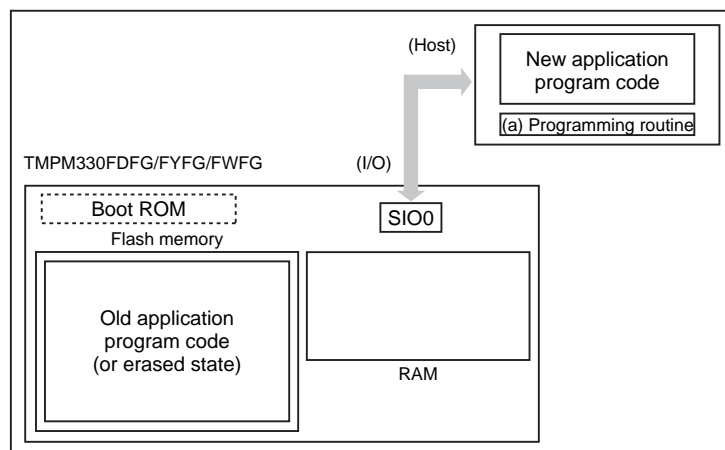 (Host)
New application
program code
(a) Programming routine
TMPM330FDFG/FYFG/FWFG
(I/O)
Boot ROM
SIO0
Flash memory
Old application
program code
(or erased state)
RAM